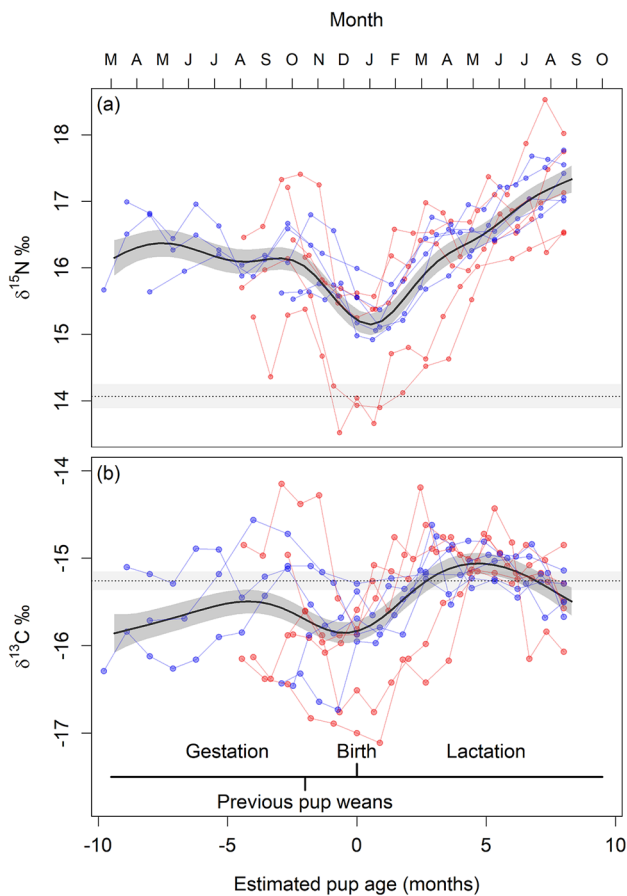 Month
M A M J J A S O N D J F M A M J J A S O
(a)
18
17
16
15
14
δ15N ‰
(b)
-14
-15
-16
-17
δ13C ‰
Gestation Birth Lactation
Previous pup weans
-10 -5 0 5 10
Estimated pup age (months)